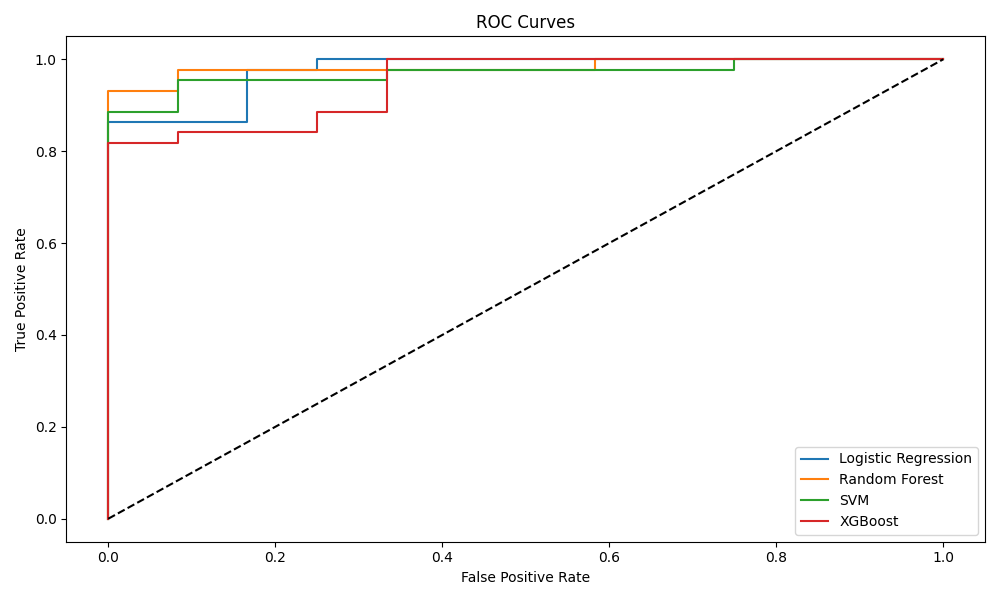 ROC Curves
True Positive Rate
1.0
0.8
0.6
0.4
0.2
0.0
0.0 0.2 0.4 0.6 0.8 1.0
False Positive Rate
Logistic Regression
Random Forest
SVM
XGBoost